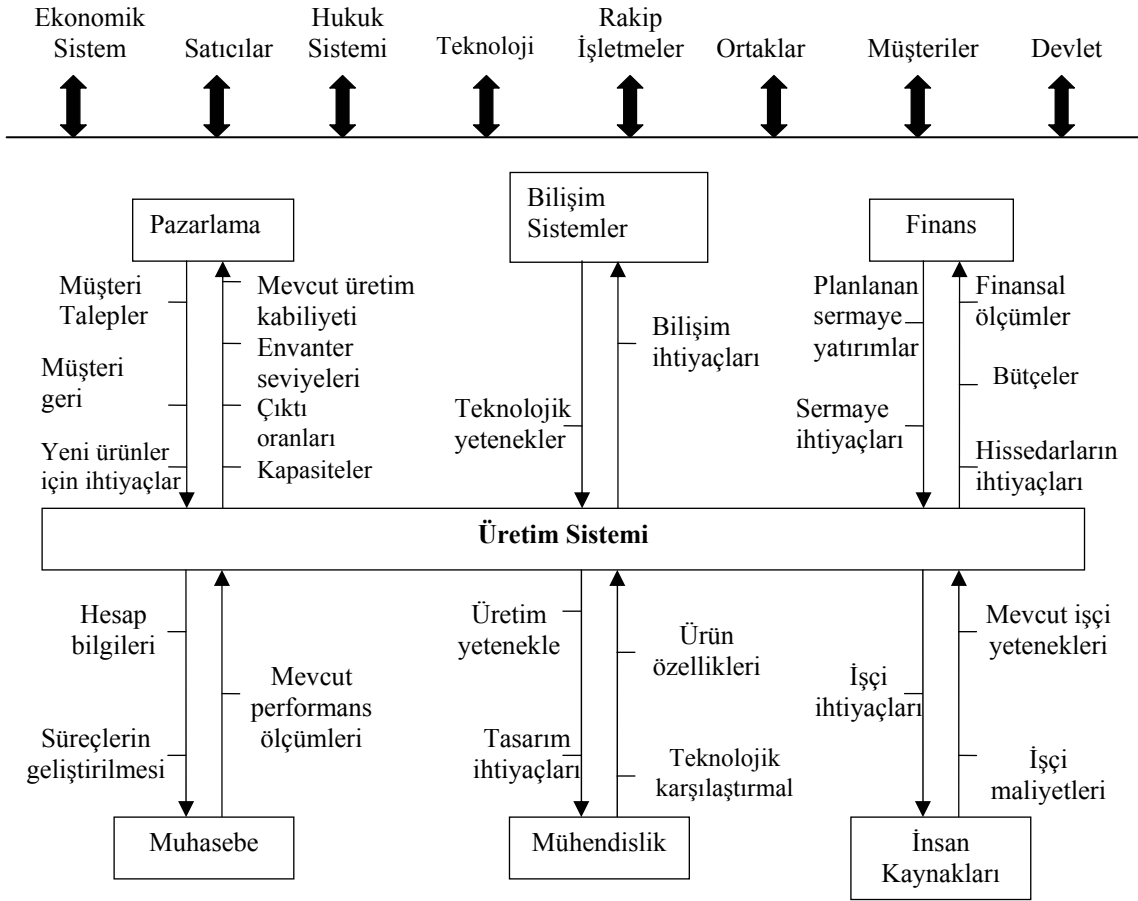 Ekonomik
Sistem
Satıcılar
Hukuk
Sistemi
Teknoloji
Rakip
İşletmeler
Ortaklar
Müşteriler
Devlet
Pazarlama
Bilişim
Sistemler
Finans
Müşteri
Talepler
Müşteri
geri
Yeni ürünler
için ihtiyaçlar
Mevcut üretim
kabiliyeti
Envanter
seviyeleri
Çıktı
oranları
Kapasiteler
Teknolojik
yetenekler
Bilişim
ihtiyaçları
Planlanan
sermaye
yatırımlar
Sermaye
ihtiyaçları
Finansal
ölçümler
Bütçeler
Hissedarların
ihtiyaçları
Üretim Sistemi
Hesap
bilgileri
Süreçlerin
geliştirilmesi
Mevcut
performans
ölçümleri
Üretim
yetenekle
Tasarım
ihtiyaçları
Ürün
özellikleri
Teknolojik
karşılaştırmal
İşçi
ihtiyaçları
Mevcut işçi
yetenekleri
İşçi
maliyetleri
Muhasebe
Mühendislik
İnsan
Kaynakları